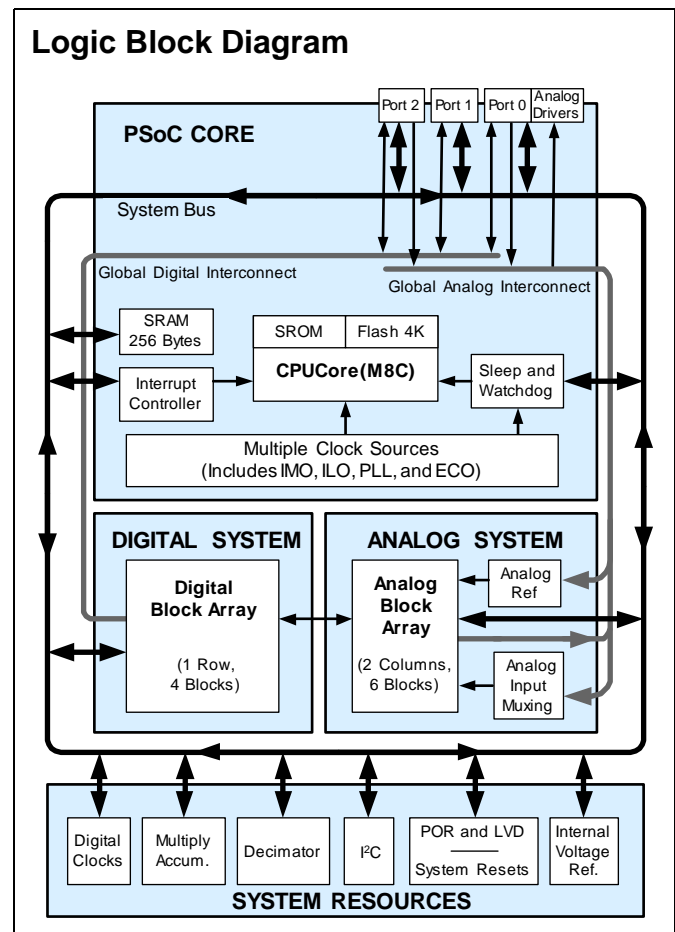 Logic Block Diagram
Port 2
Port 1
Port 0
Analog
Drivers
PSoC CORE
System Bus
Global Digital Interconnect
Global Analog Interconnect
SRAM
256 Bytes
SROM
Flash 4K
CPUCore(M8C)
Interrupt
Controller
Sleep and
Watchdog
Multiple Clock Sources
(Includes IMO, ILO, PLL, and ECO)
DIGITAL SYSTEM
Digital
Block Array
(1 Row,
4 Blocks)
ANALOG SYSTEM
Analog
Block
Array
(2 Columns,
6 Blocks)
Analog
Ref
Analog
Input
Muxing
Digital
Clocks
Multiply
Accum.
Decimator
I²C
POR and LVD
System Resets
Internal
Voltage
Ref.
SYSTEM RESOURCES